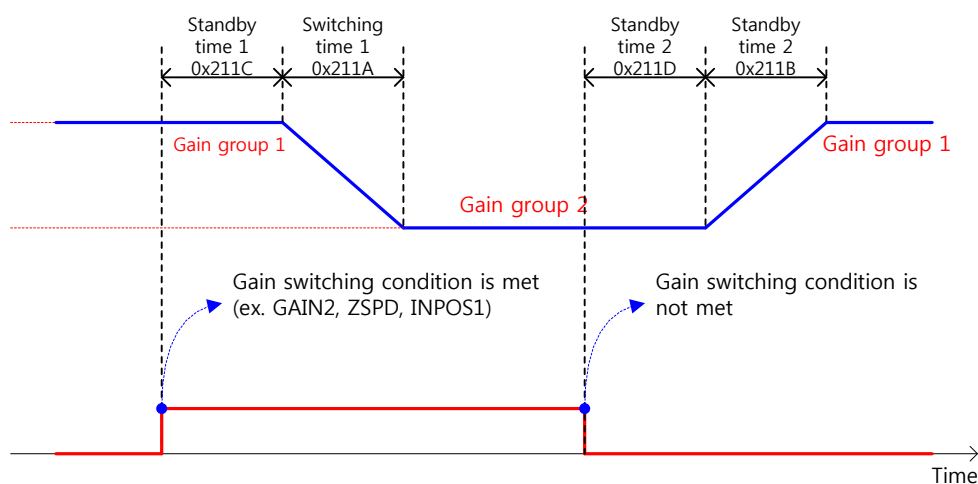 Standby
time 1
0x211C
Switching
time 1
0x211A
Standby
time 2
0x211D
Standby
time 2
0x211B
Gain group 1
Gain group 2
Gain group 1
Gain switching condition is met
(ex. GAIN2, ZSPD, INPOS1)
Gain switching condition is
not met
Time